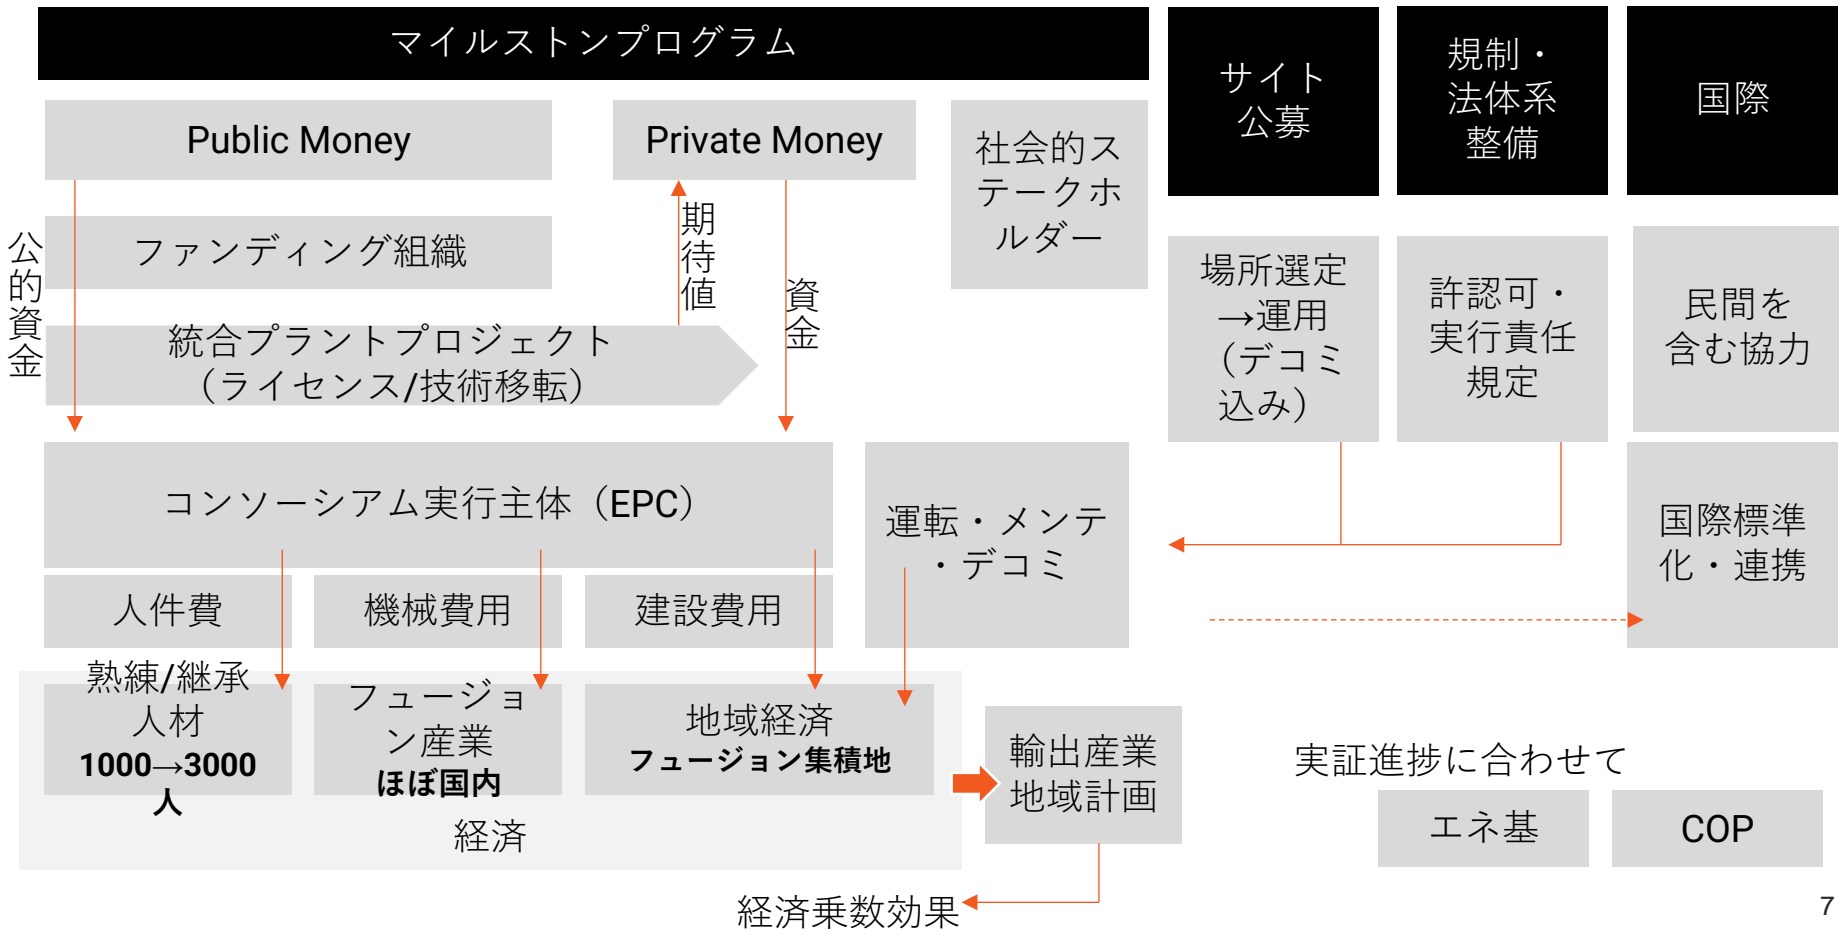 マイルストンプログラム
サイト
公募
規制・
法体系
整備
国際
Public Money
Private Money
社会的ス
テークホ
ルダー
ファンディング組織
公的資金
期待値
資金
統合プラントプロジェクト
（ライセンス/技術移転）
場所選定
→運用
（デコミ
込み）
許認可・
実行責任
規定
民間を
含む協力
コンソーシアム実行主体（EPC）
運転・メンテ
・デコミ
国際標準
化・連携
人件費
機械費用
建設費用
熟練/継承
人材
1000→3000
人
フュージョ
ン産業
ほぼ国内
地域経済
フュージョン集積地
経済
輸出産業
地域計画
実証進捗に合わせて
エネ基
COP
経済乗数効果
7